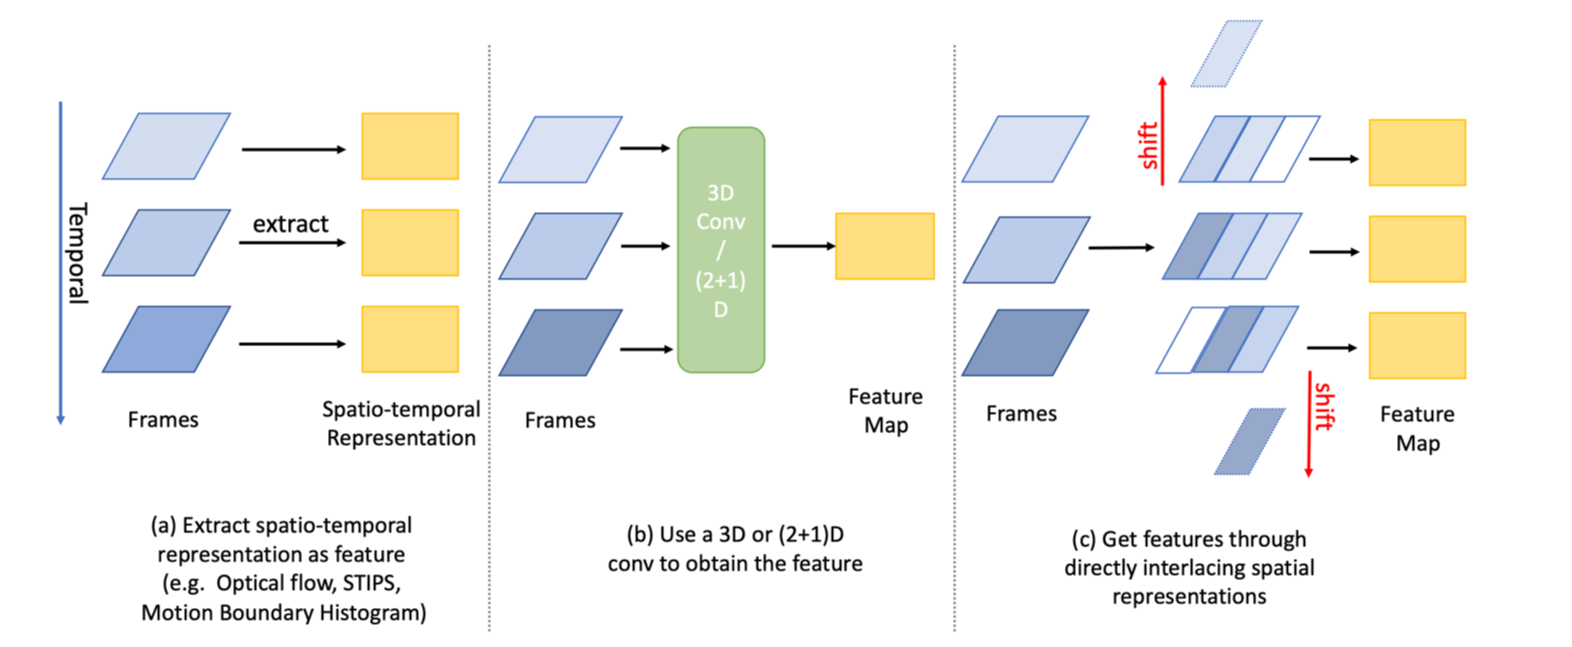 Temporal
extract
Frames
Spatio-temporal
Representation
(a) Extract spatio-temporal
representation as feature
(e.g. Optical flow, STIPS,
Motion Boundary Histogram)
3D
Conv
/
(2+1)
D
Frames
Feature
Map
(b) Use a 3D or (2+1)D
conv to obtain the feature
shift
Frames
shift
Feature
Map
(c) Get features through
directly interlacing spatial
representations